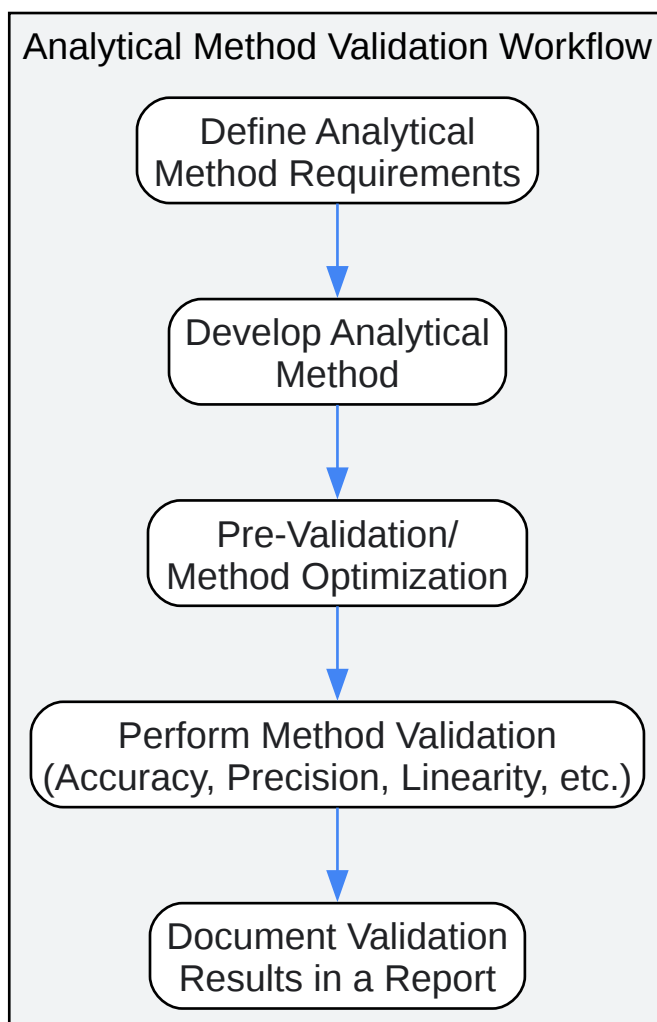 Analytical Method Validation Workflow
Define Analytical
Method Requirements
Develop Analytical
Method
Pre-Validation/
Method Optimization
Perform Method Validation
(Accuracy, Precision, Linearity, etc.)
Document Validation
Results in a Report